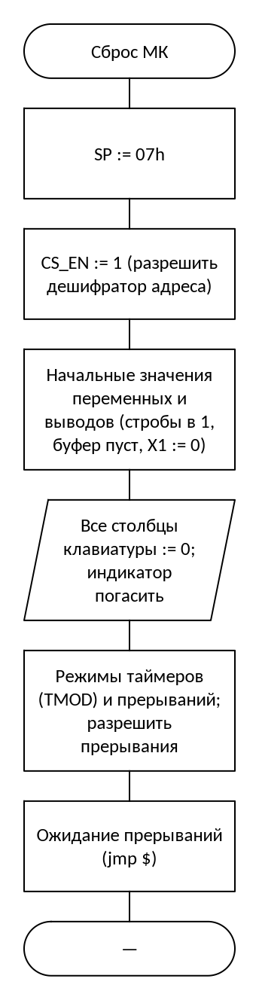 Сброс МК
SP := 07h
CS_EN := 1 (разрешить
дешифратор адреса)
Начальные значения
переменных и
выводов (стробы в 1,
буфер пуст, X1 := 0)
Все столбцы
клавиатуры := 0;
индикатор
погасить
Режимы таймеров
(TMOD) и прерываний;
разрешить
прерывания
Ожидание прерываний
(jmp $)
—